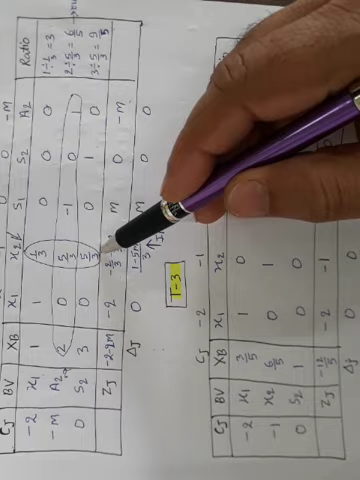 0 0 -M
CJ BV XB x1 x2↓ S1 S2 A2 Ratio
-2 x1 1 1 1/3 0 0 0 1÷1/3=3
-M A2 2 0 5/3 -1 0 1 2÷5/3=6/5 →
0 S2 3 0 5/3 0 1 0 3÷5/3=9/5
ZJ -2-2M -2 M 0 -M
ΔJ 0 M 0 0
T-3
CJ -2 -1
BV XB x1 x2
-2 x1 3/5 1 0
-1 x2 6/5 0 1
0 S2 1 0 0
ZJ -12/5 -2 -1
ΔJ 0 0